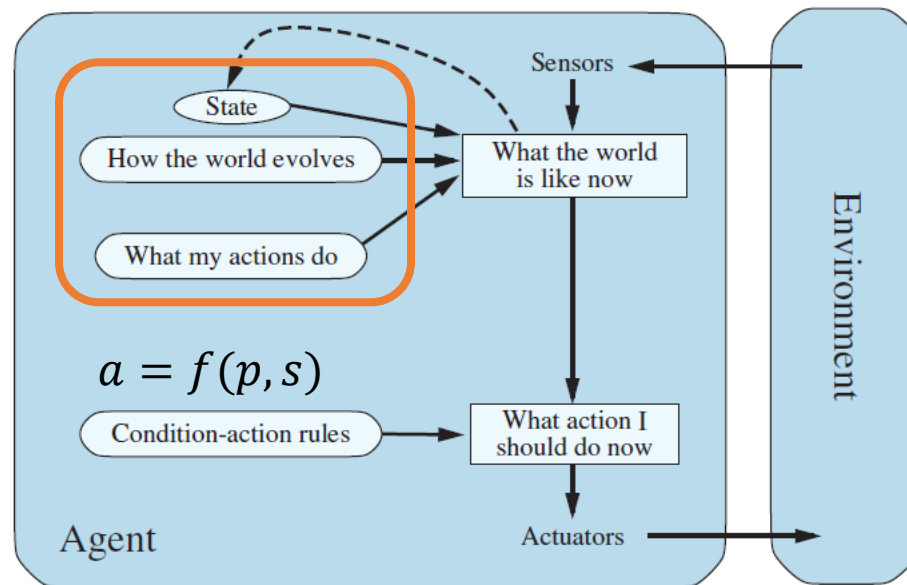 Sensors
State
How the world evolves
What the world
is like now
What my actions do
Environment
a = f(p, s)
Condition-action rules
What action I
should do now
Agent
Actuators